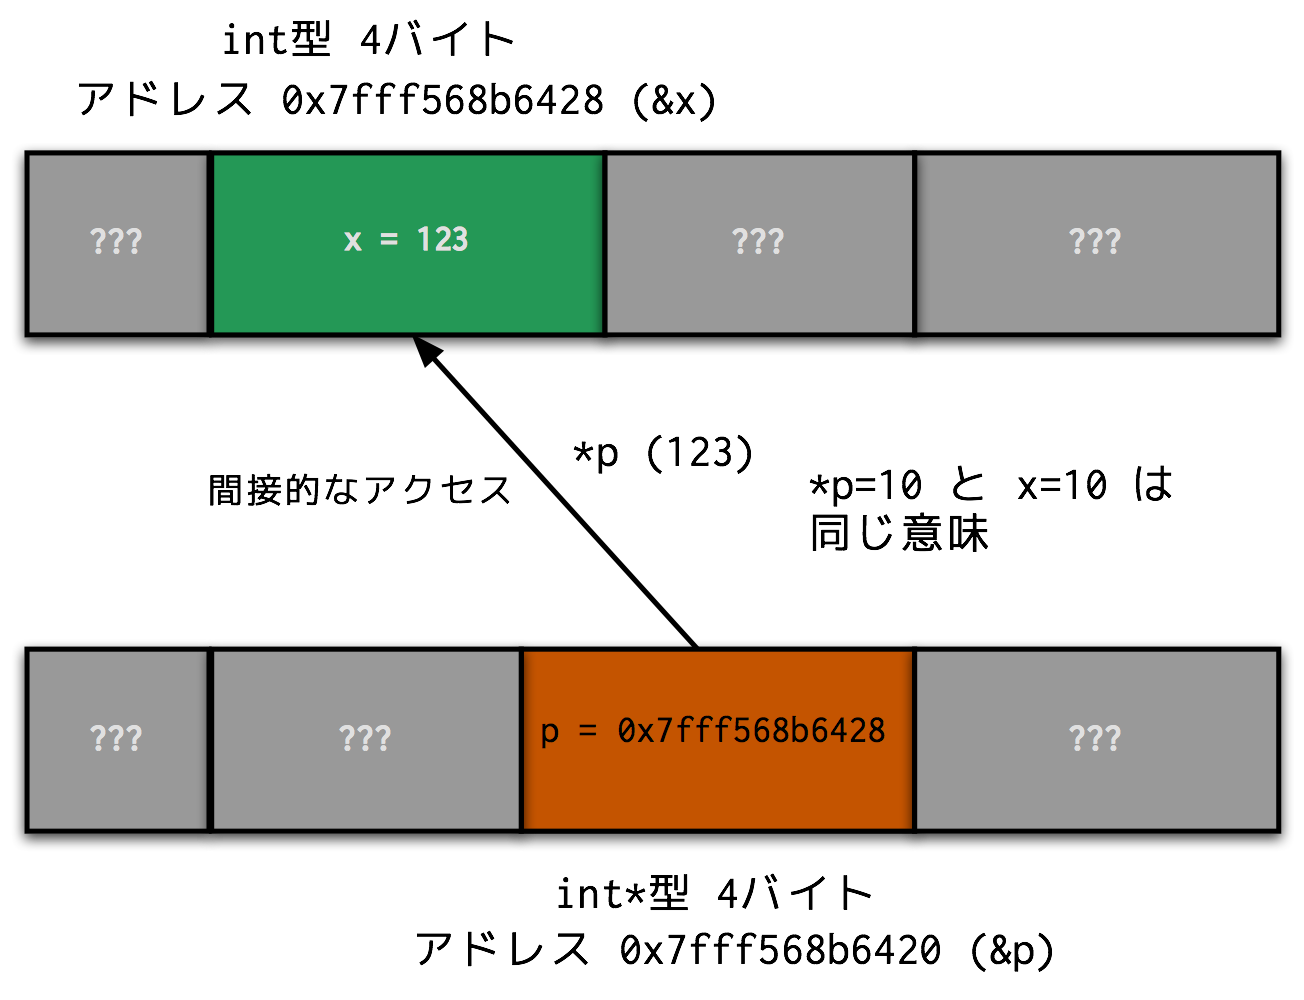 int型 4バイト
アドレス 0x7fff568b6428 (&x)
???
x = 123
???
???
*p (123)
間接的なアクセス
*p=10 と x=10 は
同じ意味
???
???
p = 0x7fff568b6428
???
int*型 4バイト
アドレス 0x7fff568b6420 (&p)